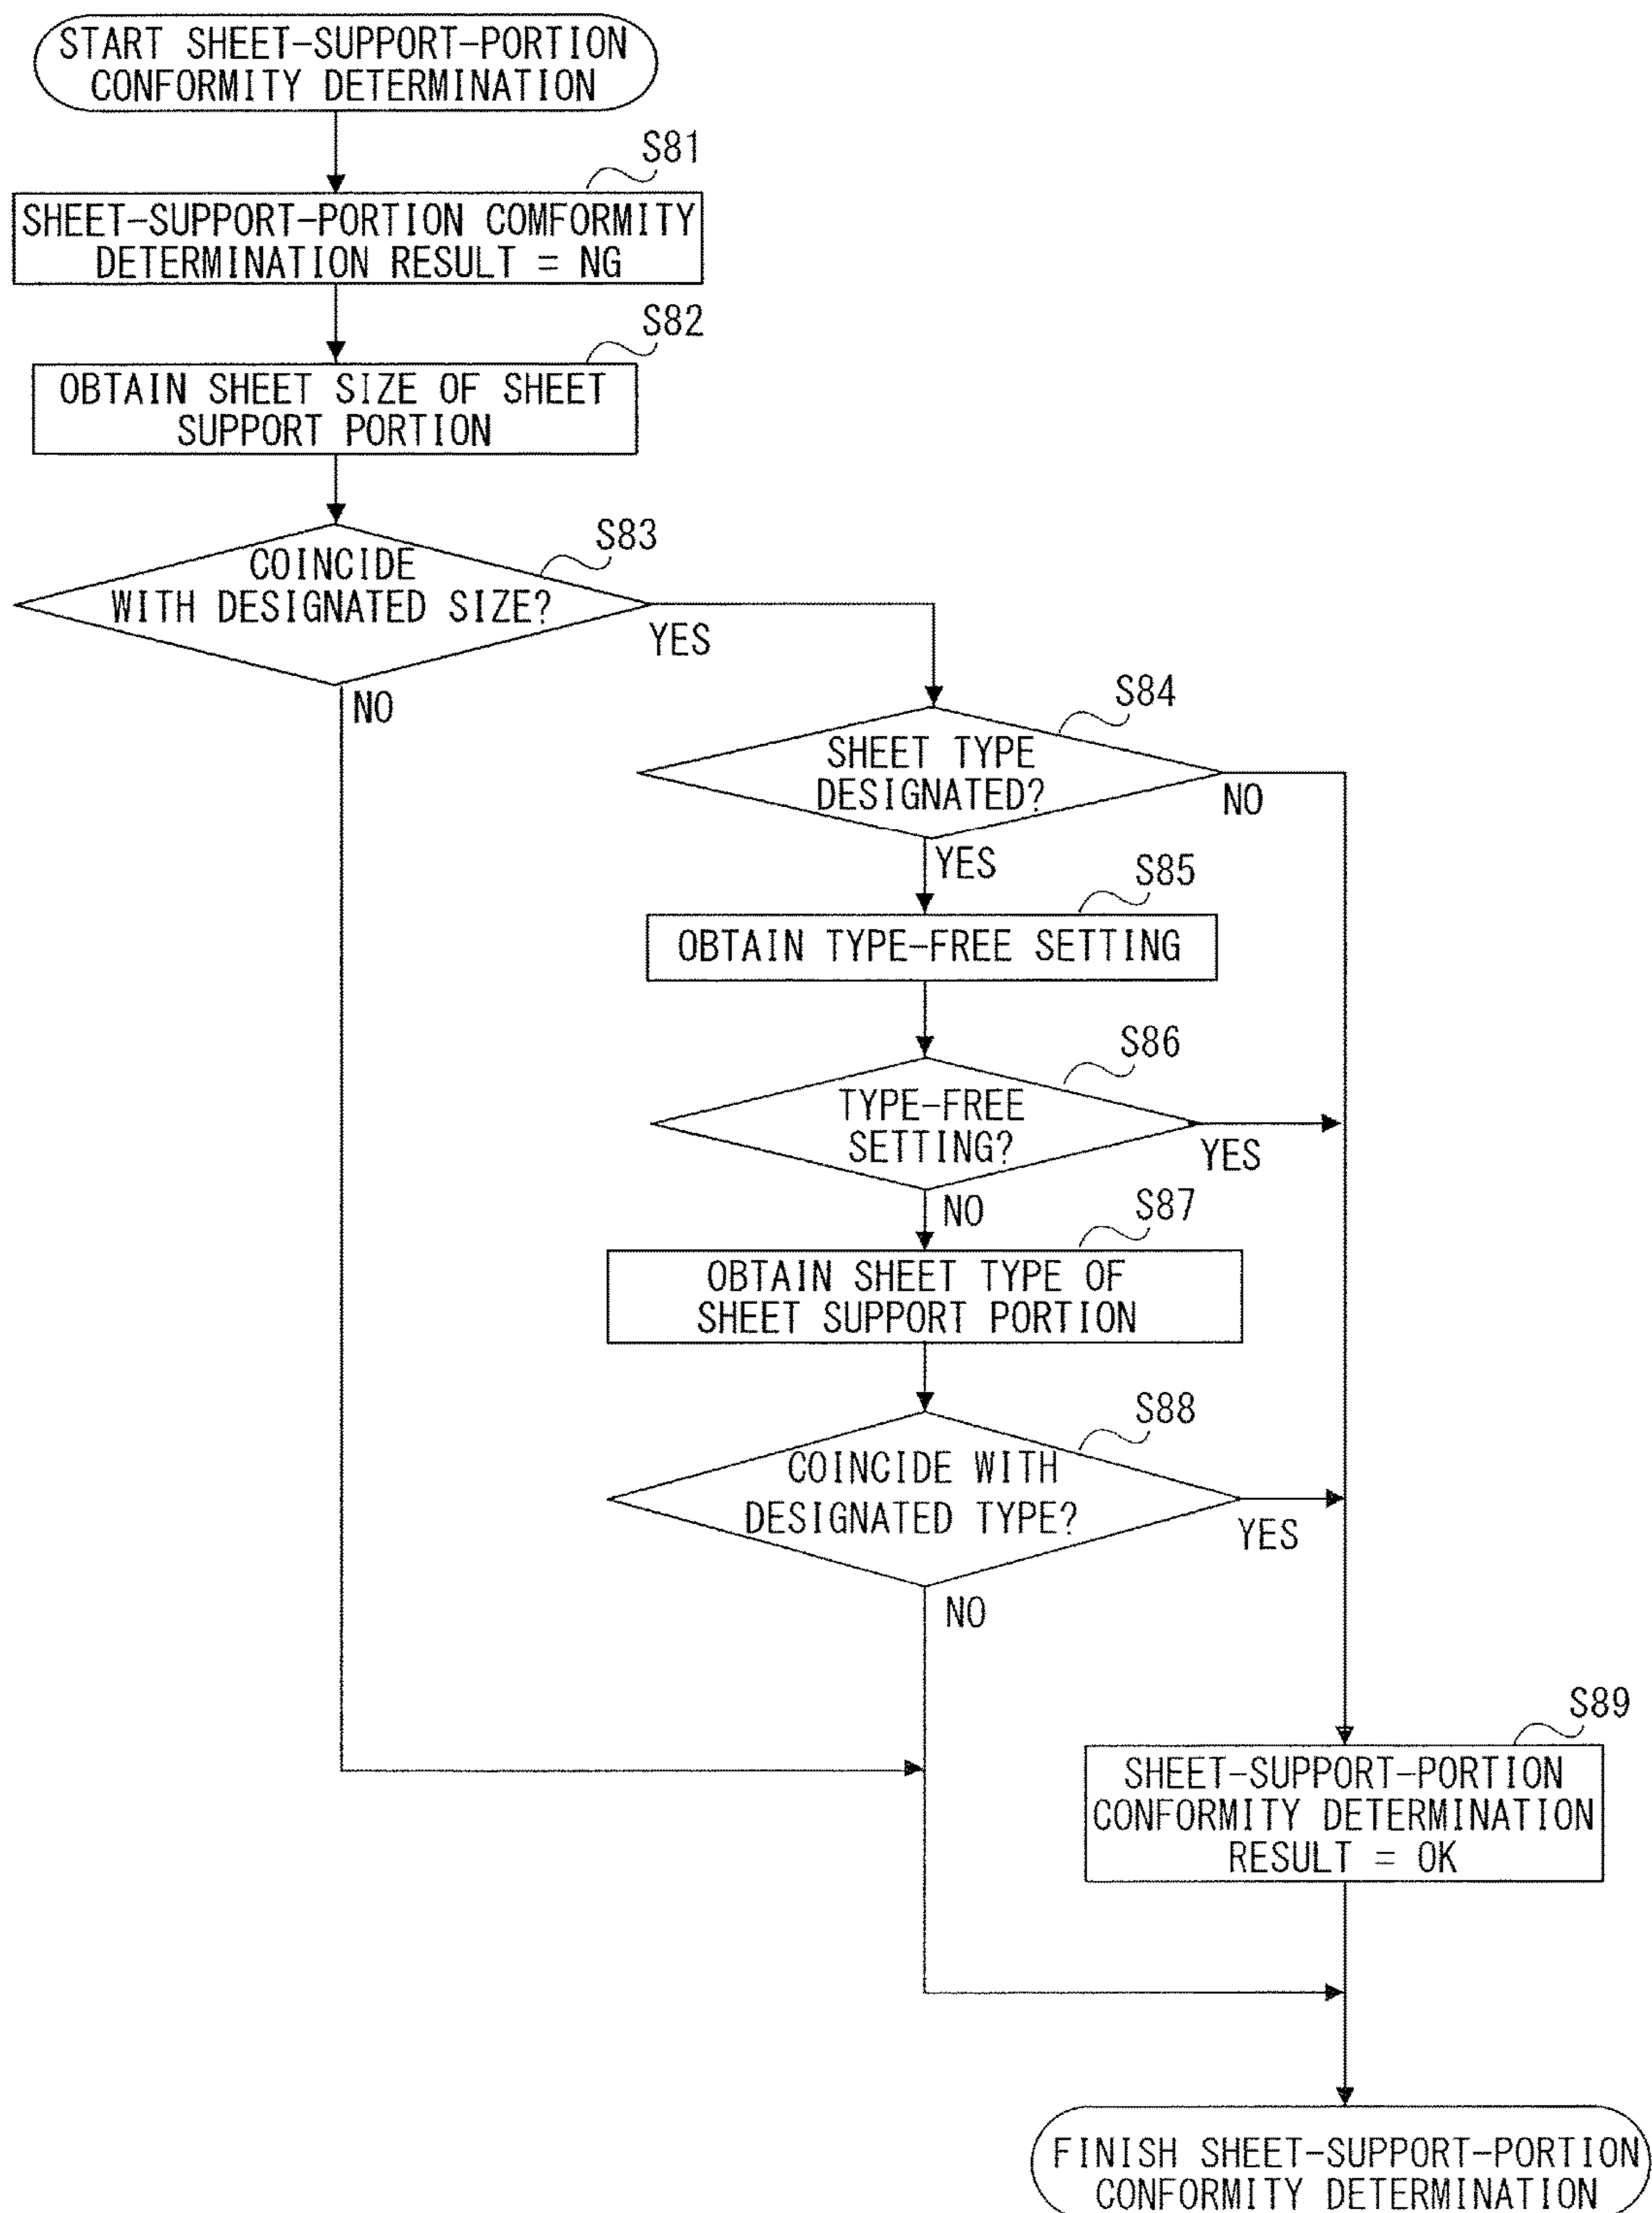 START SHEET-SUPPORT-PORTION
CONFORMITY DETERMINATION
S81
SHEET-SUPPORT-PORTION COMFORMITY
DETERMINATION RESULT = NG
S82
OBTAIN SHEET SIZE OF SHEET
SUPPORT PORTION
S83
COINCIDE
WITH DESIGNATED SIZE?
YES
NO
S84
SHEET TYPE
DESIGNATED?
NO
YES
S85
OBTAIN TYPE-FREE SETTING
S86
TYPE-FREE
SETTING?
YES
NO
S87
OBTAIN SHEET TYPE OF
SHEET SUPPORT PORTION
S88
COINCIDE WITH
DESIGNATED TYPE?
YES
NO
S89
SHEET-SUPPORT-PORTION
CONFORMITY DETERMINATION
RESULT = OK
FINISH SHEET-SUPPORT-PORTION
CONFORMITY DETERMINATION